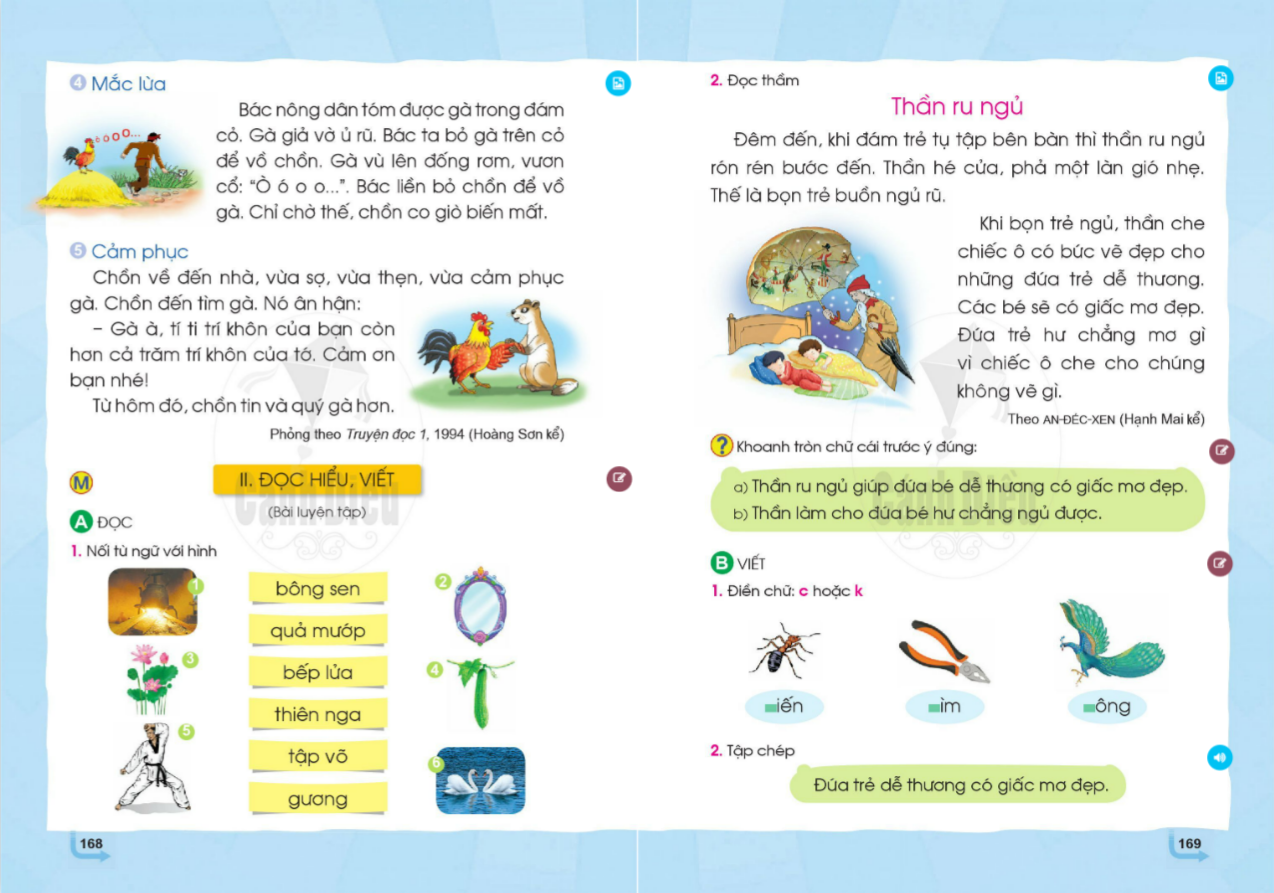 4 Mắc lừa
Bác nông dân tóm được gà trong đám
cỏ. Gà giả vờ ủ rũ. Bác ta bỏ gà trên cỏ
để vồ chồn. Gà vù lên đống rơm, vươn
cổ: “Ò ó o o...”. Bác liền bỏ chồn để vồ
gà. Chỉ chờ thế, chồn co giò biến mất.
ò ó o o...
5 Cảm phục
Chồn về đến nhà, vừa sợ, vừa thẹn, vừa cảm phục
gà. Chồn đến tìm gà. Nó ân hận:
– Gà à, tí ti trí khôn của bạn còn
hơn cả trăm trí khôn của tớ. Cảm ơn
bạn nhé!
Từ hôm đó, chồn tin và quý gà hơn.
Phỏng theo Truyện đọc 1, 1994 (Hoàng Sơn kể)
M
II. ĐỌC HIỂU, VIẾT
(Bài luyện tập)
A ĐỌC
1. Nối từ ngữ với hình
1
2
3
4
5
6
bông sen
quả mướp
bếp lửa
thiên nga
tập võ
gương
Cánh Diều
168
2. Đọc thầm
Thần ru ngủ
Đêm đến, khi đám trẻ tụ tập bên bàn thì thần ru ngủ
rón rén bước đến. Thần hé cửa, phả một làn gió nhẹ.
Thế là bọn trẻ buồn ngủ rũ.
Khi bọn trẻ ngủ, thần che
chiếc ô có bức vẽ đẹp cho
những đứa trẻ dễ thương.
Các bé sẽ có giấc mơ đẹp.
Đứa trẻ hư chẳng mơ gì
vì chiếc ô che cho chúng
không vẽ gì.
Theo AN-ĐÉC-XEN (Hạnh Mai kể)
? Khoanh tròn chữ cái trước ý đúng:
a) Thần ru ngủ giúp đứa bé dễ thương có giấc mơ đẹp.
b) Thần làm cho đứa bé hư chẳng ngủ được.
Cánh Diều
B VIẾT
1. Điền chữ: c hoặc k
iến
ìm
ông
2. Tập chép
Đứa trẻ dễ thương có giấc mơ đẹp.
169